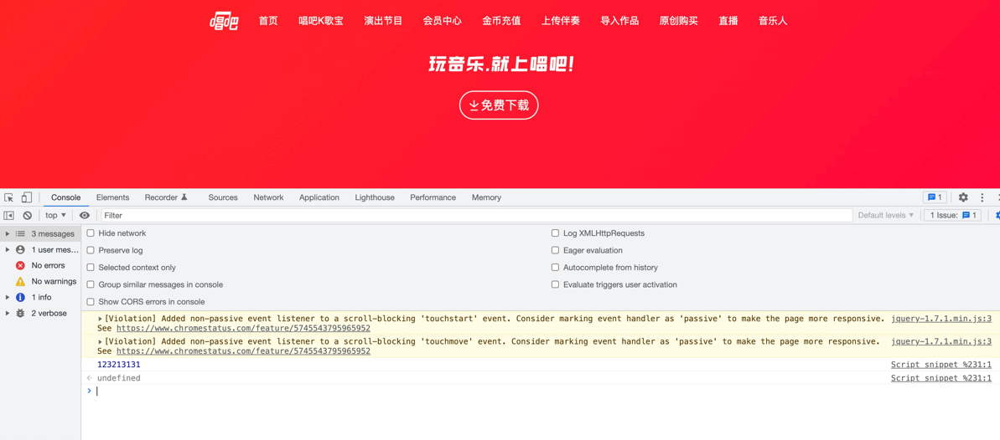 唱吧 首页 唱吧K歌宝 演出节目 会员中心 金币充值 上传伴奏 导入作品 原创购买 直播 音乐人
玩音乐.就上唱吧!
免费下载
Console Elements Recorder Sources Network Application Lighthouse Performance Memory 1
top Filter Default levels 1 Issue: 1
3 messages
1 user mes...
No errors
No warnings
1 info
2 verbose
Hide network Log XMLHttpRequests
Preserve log Eager evaluation
Selected context only Autocomplete from history
Group similar messages in console Evaluate triggers user activation
Show CORS errors in console
[Violation] Added non-passive event listener to a scroll-blocking 'touchstart' event. Consider marking event handler as 'passive' to make the page more responsive. jquery-1.7.1.min.js:3
See https://www.chromestatus.com/feature/5745543795965952
[Violation] Added non-passive event listener to a scroll-blocking 'touchmove' event. Consider marking event handler as 'passive' to make the page more responsive. jquery-1.7.1.min.js:3
See https://www.chromestatus.com/feature/5745543795965952
123213131 Script snippet %231:1
undefined Script snippet %231:1